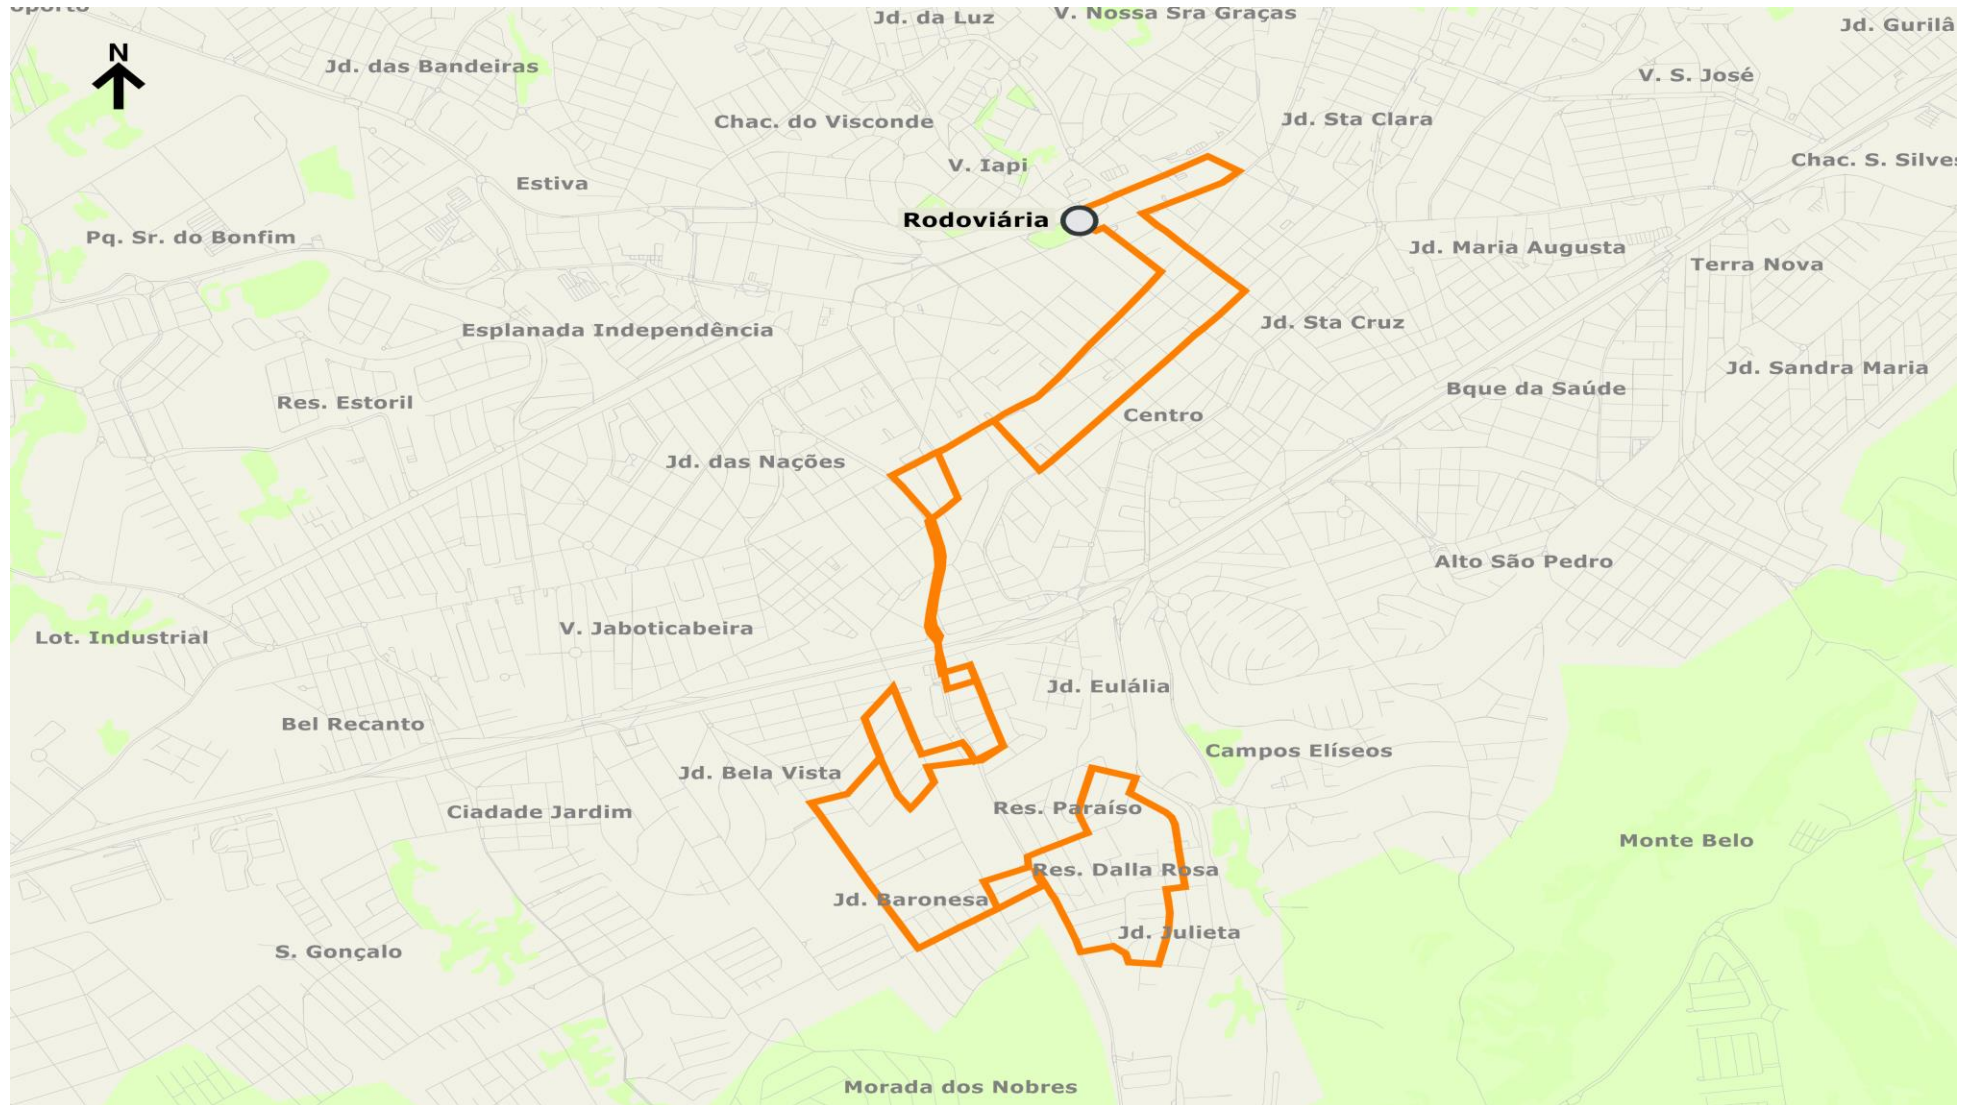 Jd. da Luz
V. Nossa Sra Graças
Jd. Gurilâ
N
Jd. das Bandeiras
V. S. José
Chac. do Visconde
Jd. Sta Clara
V. Iapi
Chac. S. Silves
Estiva
Rodoviária
Pq. Sr. do Bonfim
Jd. Maria Augusta
Terra Nova
Esplanada Independência
Jd. Sta Cruz
Jd. Sandra Maria
Res. Estoril
Bque da Saúde
Centro
Jd. das Nações
Alto São Pedro
Lot. Industrial
V. Jaboticabeira
Jd. Eulália
Bel Recanto
Campos Elíseos
Jd. Bela Vista
Ciadade Jardim
Res. Paraíso
Monte Belo
Res. Dalla Rosa
Jd. Baronesa
Jd. Julieta
S. Gonçalo
Morada dos Nobres